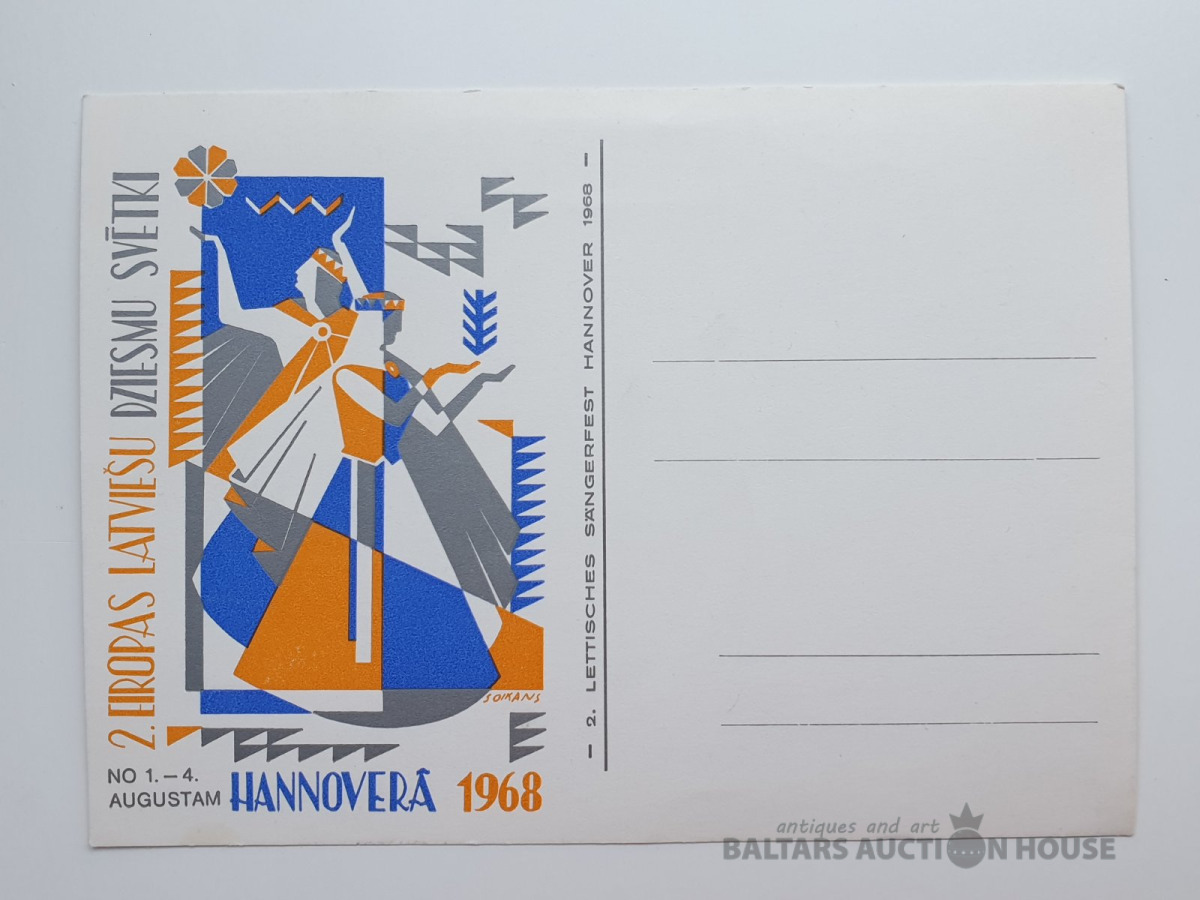 2. EIROPAS LATVIEŠU DZIESMU SVĒTKI
SOIKANS
NO 1. – 4.
AUGUSTAM
HANNOVERĀ 1968
– 2. LETTISCHES SÄNGERFEST HANNOVER 1968 –
antiques and art
BALTARS AUCTION HOUSE